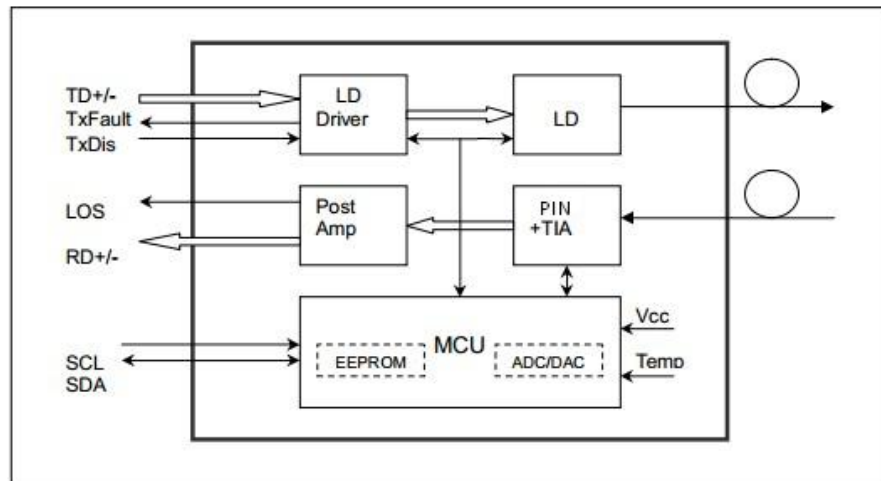 TD+/-
TxFault
TxDis
LD
Driver
LD
LOS
RD+/-
Post
Amp
PIN
+TIA
SCL
SDA
MCU
EEPROM
ADC/DAC
Vcc
Temp